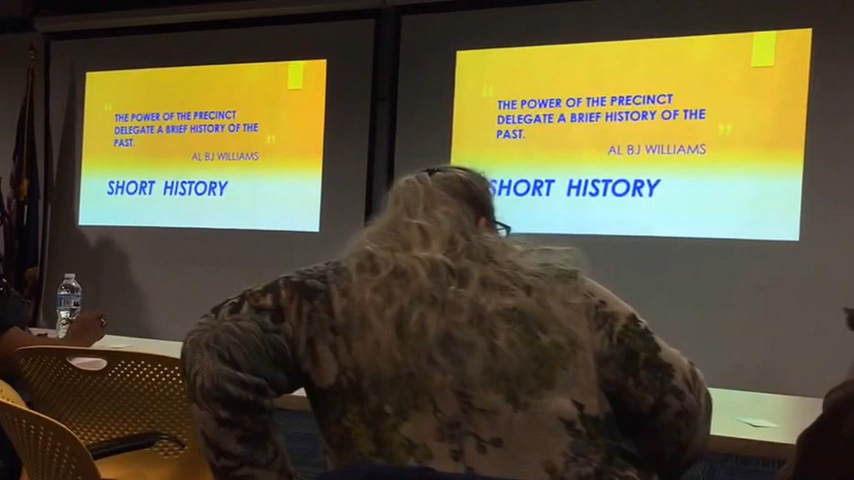 THE POWER OF THE PRECINCT
DELEGATE A BRIEF HISTORY OF THE
PAST.
AL BJ WILLIAMS
SHORT HISTORY
THE POWER OF THE PRECINCT
DELEGATE A BRIEF HISTORY OF THE
PAST.
AL BJ WILLIAMS
SHORT HISTORY